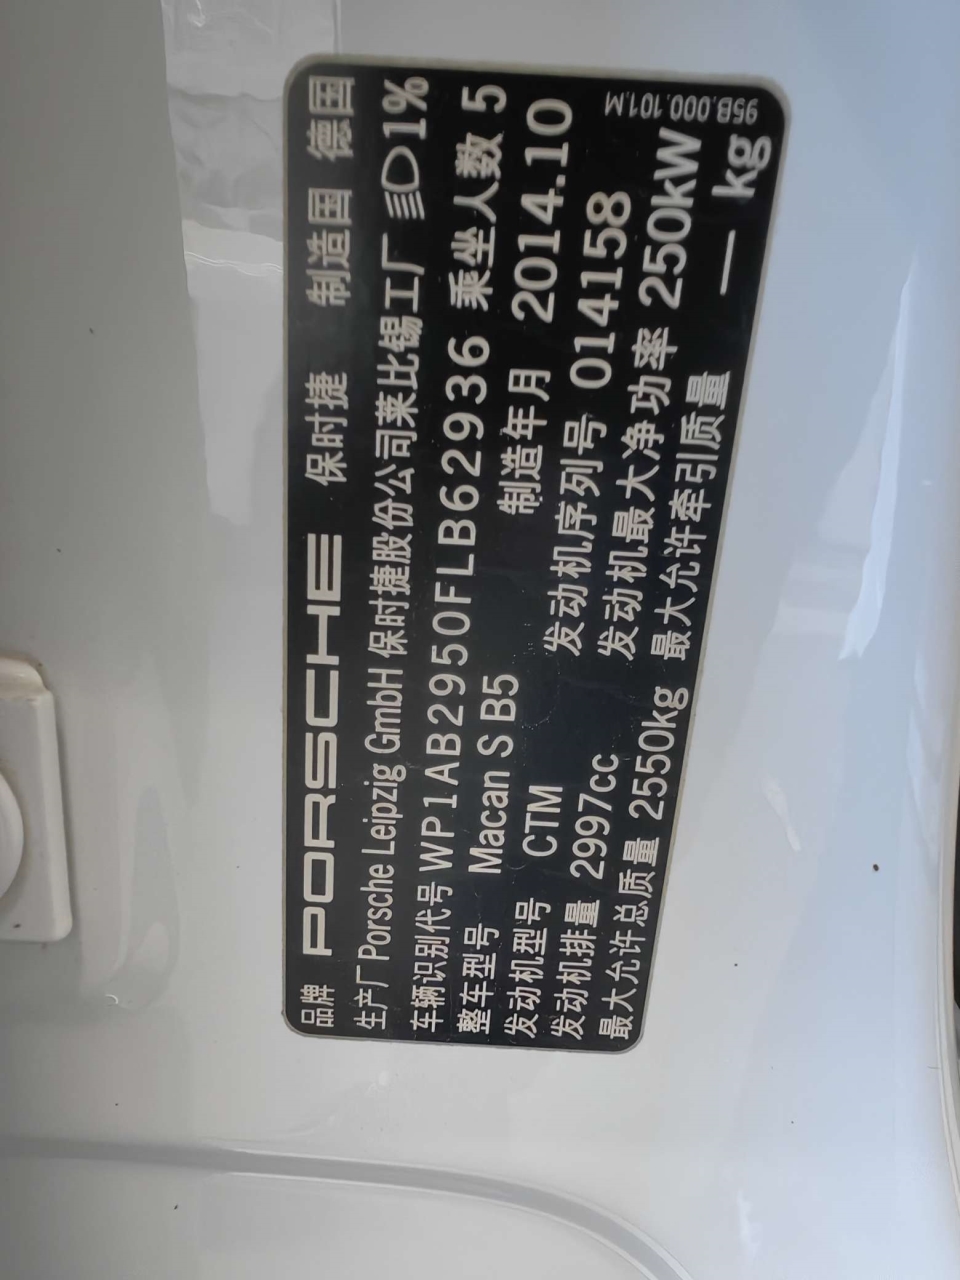 品牌 PORSCHE 保时捷 制造国 德国
生产厂 Porsche Leipzig GmbH 保时捷股份公司莱比锡工厂 1%
车辆识别代号 WP1AB2950FLB62936 乘坐人数 5
整车型号 Macan S B5 制造年月 2014.10
发动机型号 CTM 发动机序列号 014158
发动机排量 2997cc 发动机最大净功率 250kW
最大允许总质量 2550kg 最大允许牵引质量 — kg
95B.000.101.M